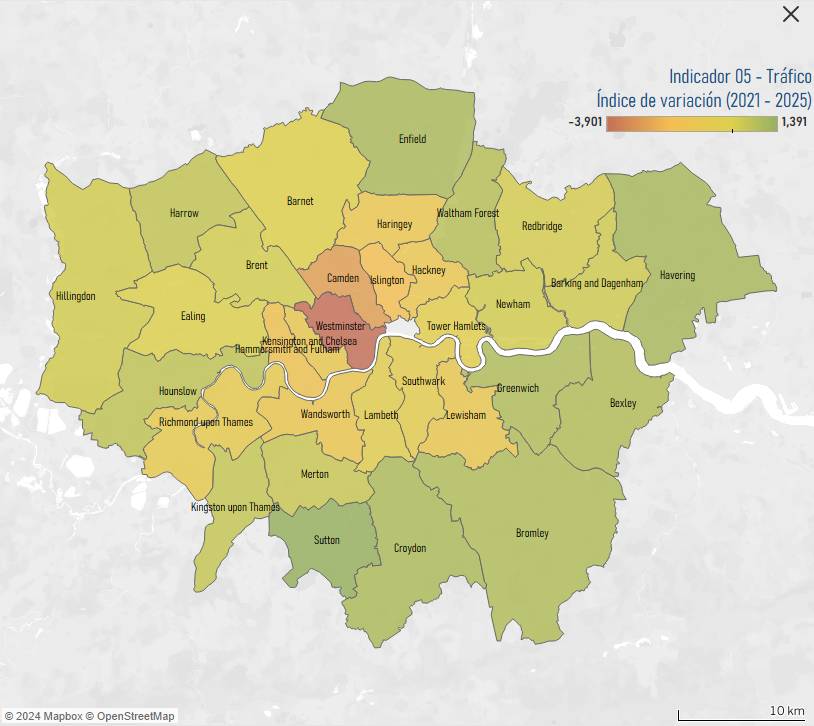 Indicador 05 - Tráfico
Índice de variación (2021 - 2025)
-3,901 1,391
Enfield
Barnet
Harrow
Haringey
Waltham Forest
Redbridge
Brent
Camden
Islington
Hackney
Havering
Hillingdon
Barking and Dagenham
Newham
Ealing
Westminster
Tower Hamlets
Kensington and Chelsea
Hammersmith and Fulham
Hounslow
Southwark
Greenwich
Bexley
Richmond upon Thames
Wandsworth
Lambeth
Lewisham
Merton
Kingston upon Thames
Sutton
Croydon
Bromley
© 2024 Mapbox © OpenStreetMap
10 km